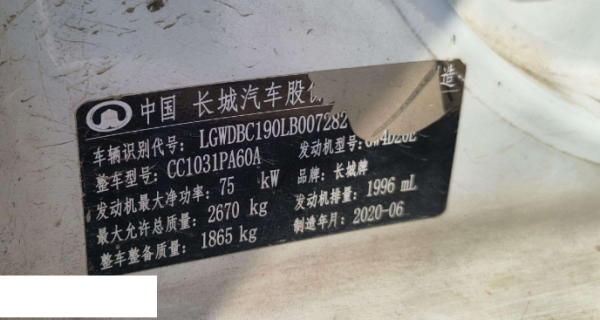 中国 长城汽车股 造
车辆识别代号: LGWDBC190LB007282
整车型号: CC1031PA60A 发动机型号: GW4D20E
发动机最大净功率: 75 kW 品牌: 长城牌
最大允许总质量: 2670 kg 发动机排量: 1996 mL
整车整备质量: 1865 kg 制造年月: 2020-06